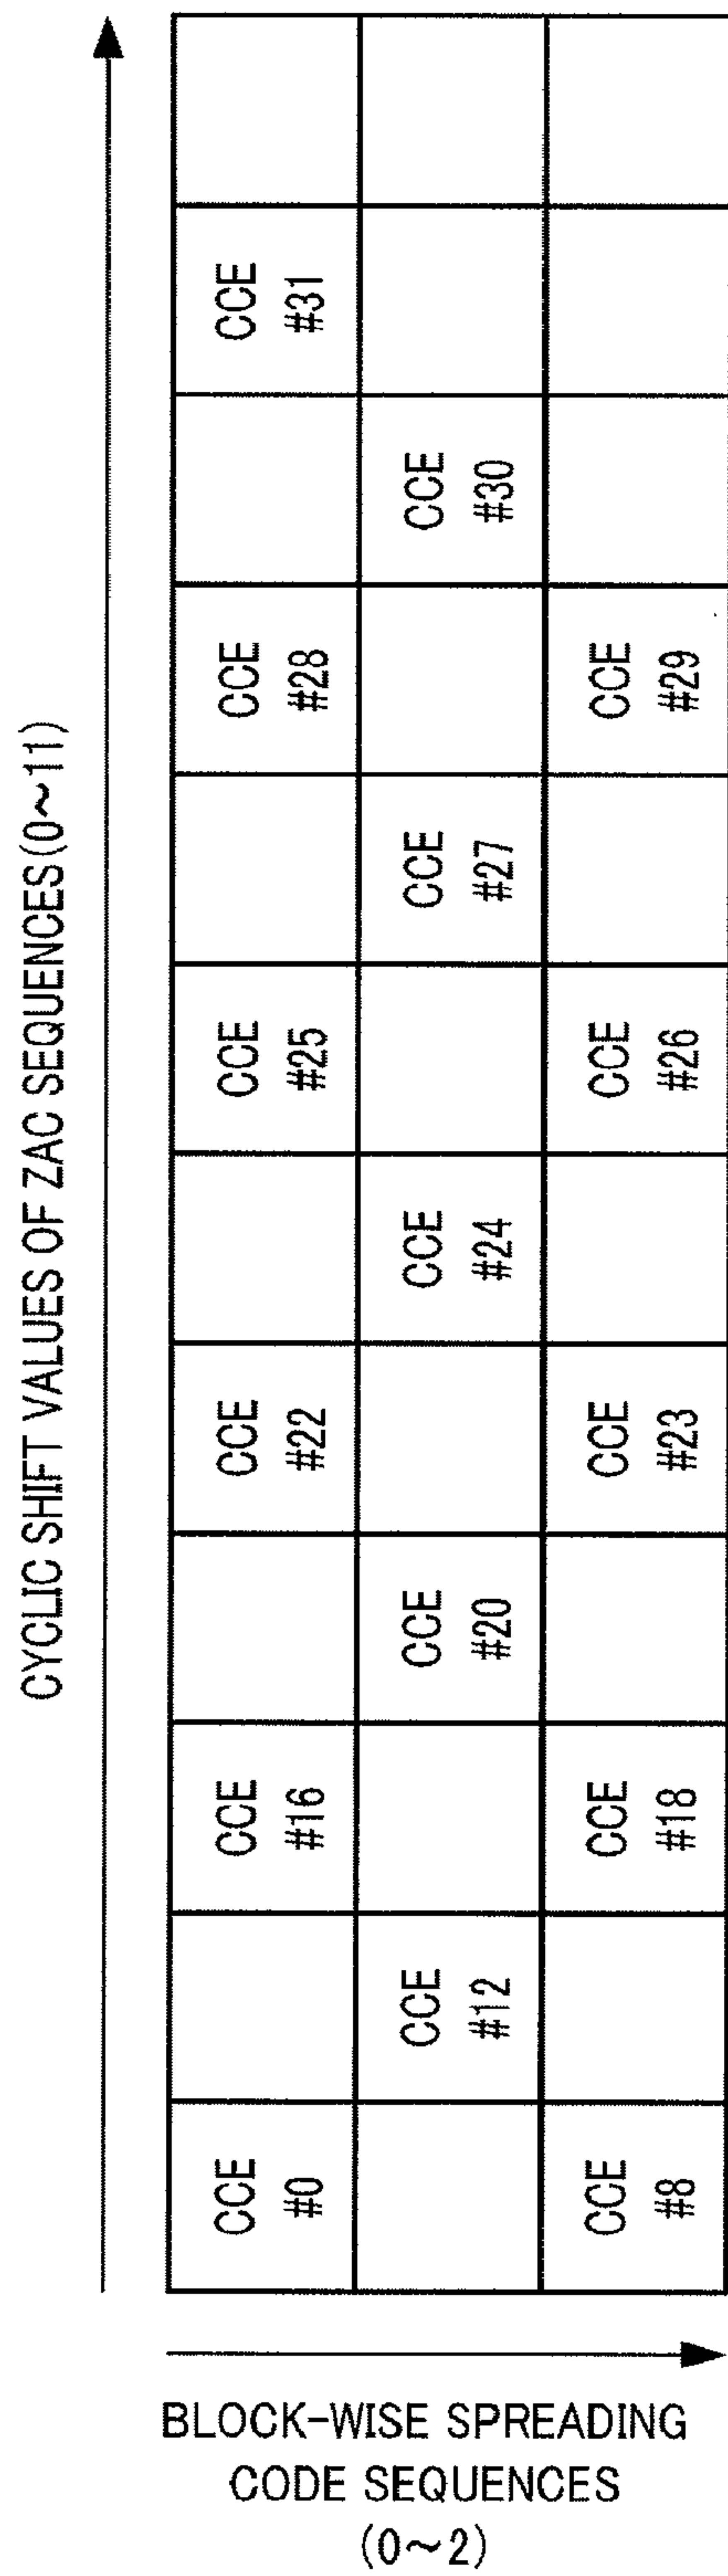 CYCLIC SHIFT VALUES OF ZAC SEQUENCES(0~11)
CCE
#0
CCE
#16
CCE
#22
CCE
#25
CCE
#28
CCE
#31
CCE
#12
CCE
#20
CCE
#24
CCE
#27
CCE
#30
CCE
#8
CCE
#18
CCE
#23
CCE
#26
CCE
#29
BLOCK-WISE SPREADING
CODE SEQUENCES
(0~2)